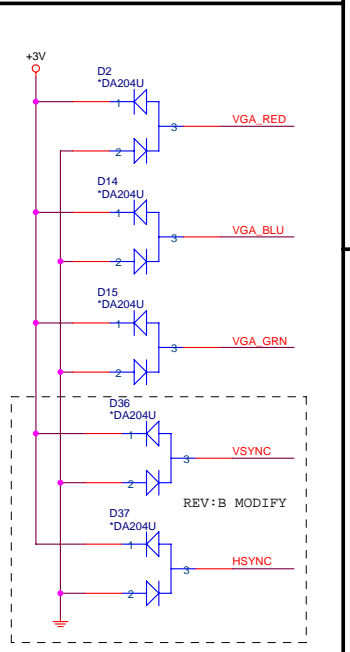 +3V
D2
*DA204U
1
VGA_RED
3
2
D14
*DA204U
1
VGA_BLU
3
2
D15
*DA204U
1
VGA_GRN
3
2
D36
*DA204U
1
VSYNC
3
2
REV:B MODIFY
D37
*DA204U
1
HSYNC
3
2